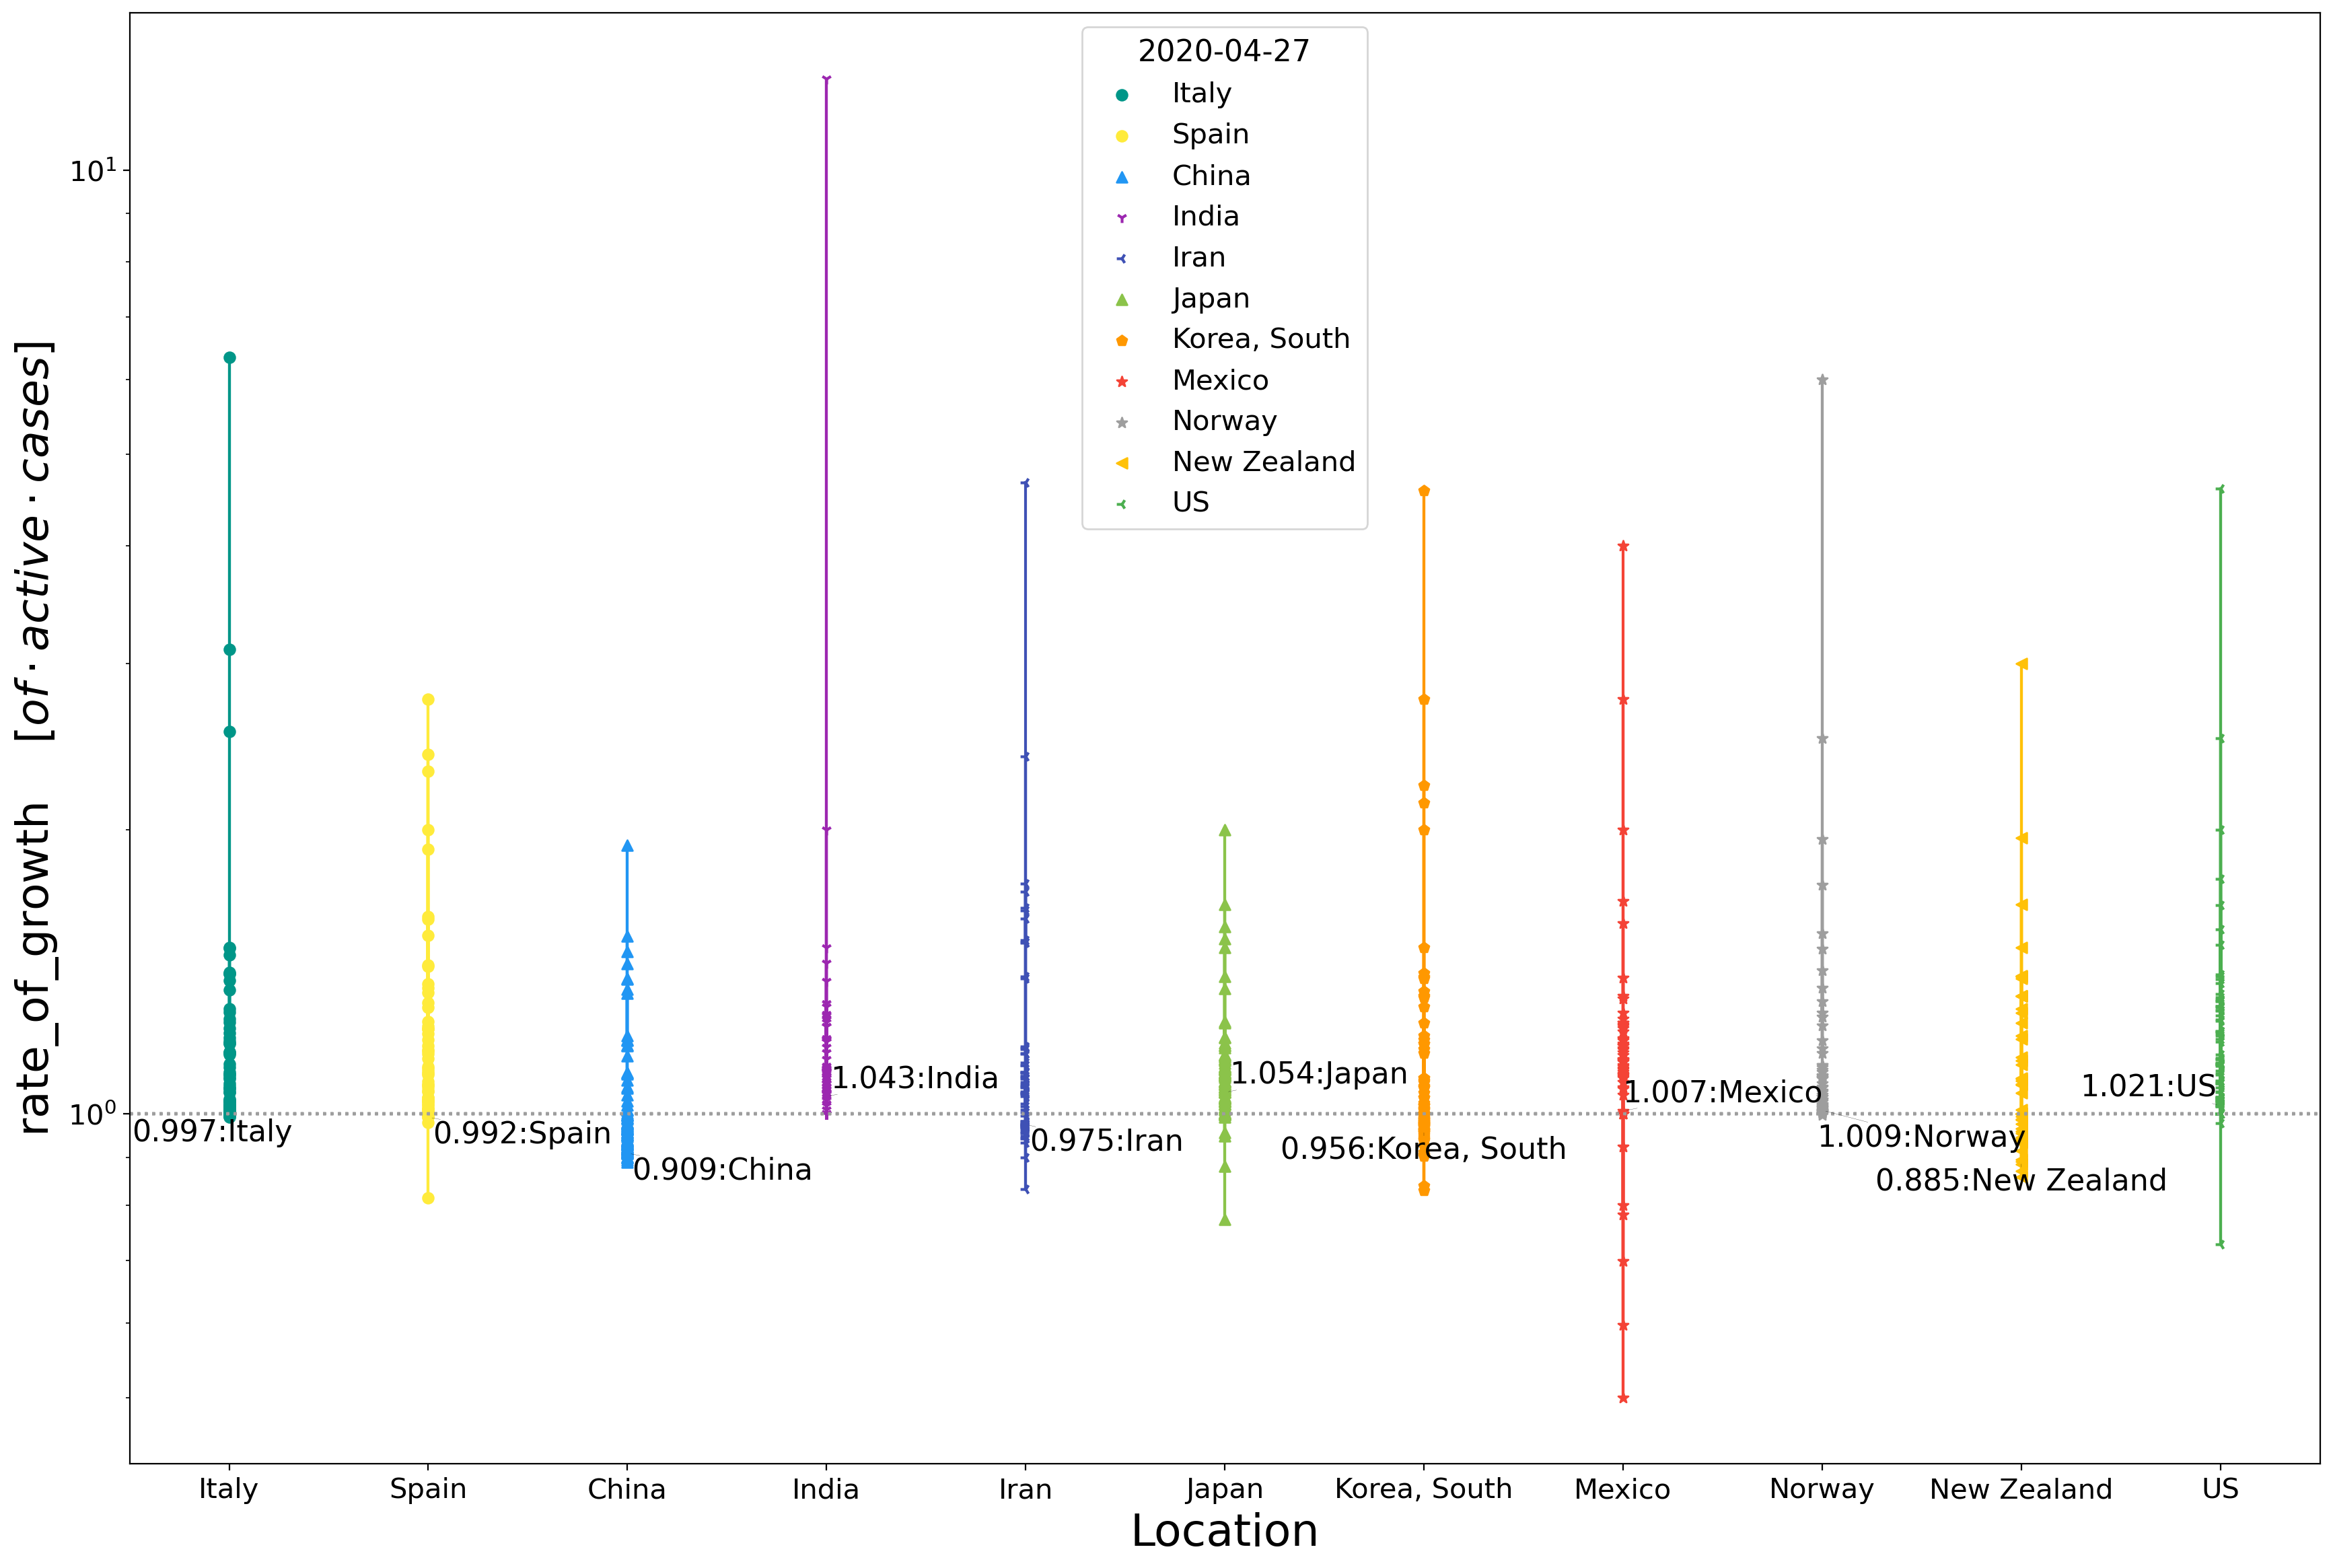 2020-04-27
Italy
Spain
China
India
Iran
Japan
Korea, South
Mexico
Norway
New Zealand
US
rate_of_growth [of·active·cases]
10¹
10⁰
0.997:Italy
0.992:Spain
0.909:China
1.043:India
0.975:Iran
1.054:Japan
0.956:Korea, South
1.007:Mexico
1.009:Norway
0.885:New Zealand
1.021:US
Italy Spain China India Iran Japan Korea, South Mexico Norway New Zealand US
Location